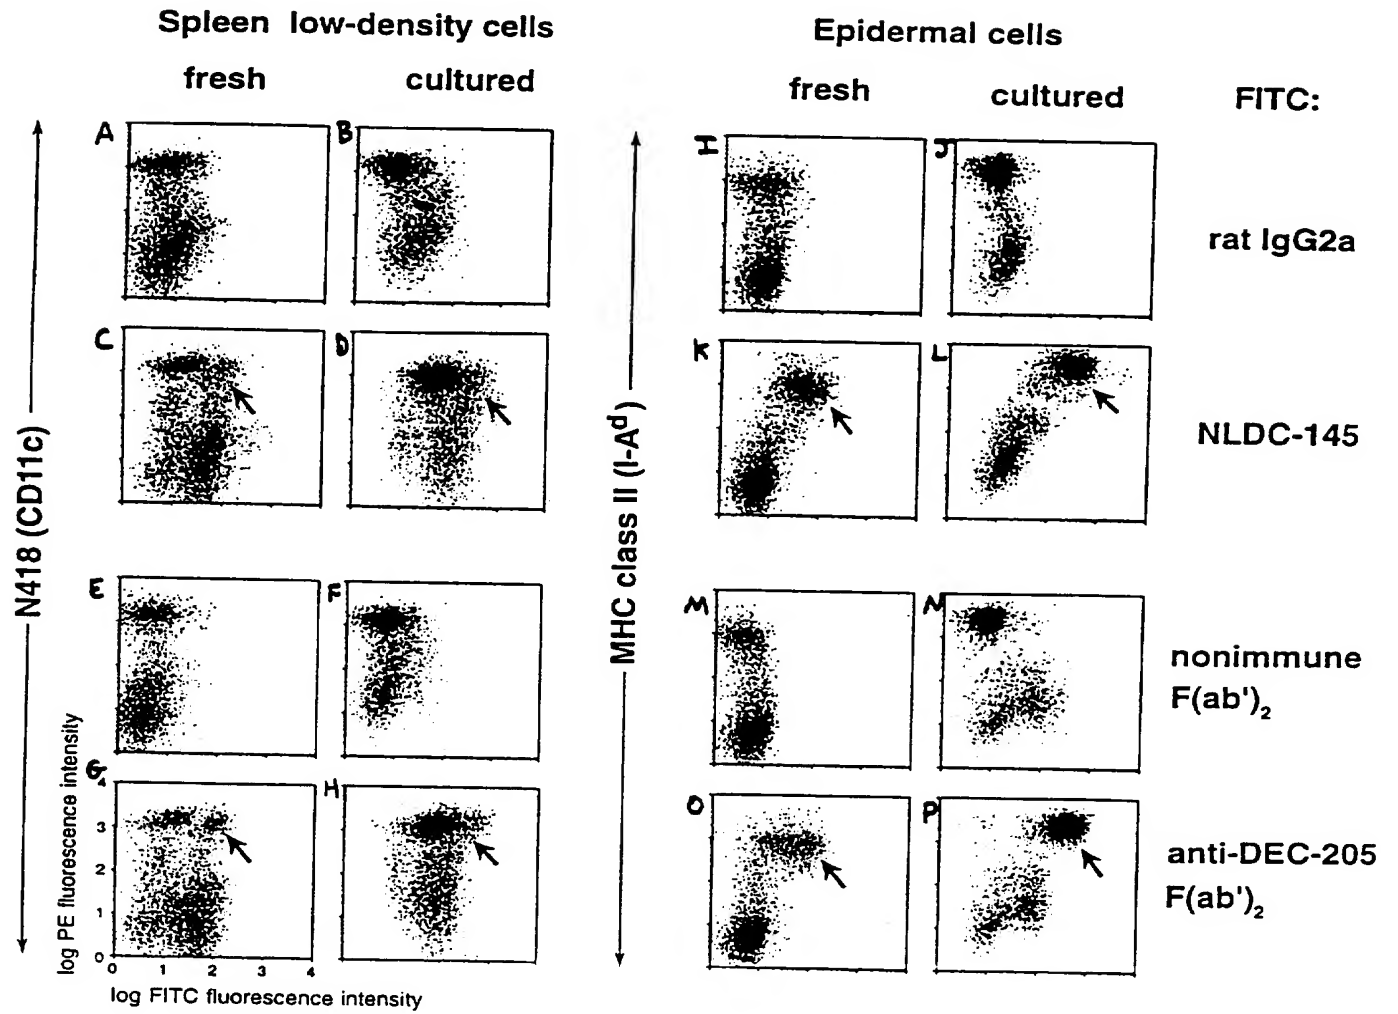 Spleen low-density cells
Epidermal cells
fresh
cultured
fresh
cultured
FITC:
A
B
I
J
rat IgG2a
C
D
K
L
NLDC-145
N418 (CD11c)
MHC class II (I-Aᵈ)
E
F
M
N
nonimmune
F(ab')₂
G
H
O
P
anti-DEC-205
F(ab')₂
log PE fluorescence intensity
4
3
2
1
0
0 1 2 3 4
log FITC fluorescence intensity